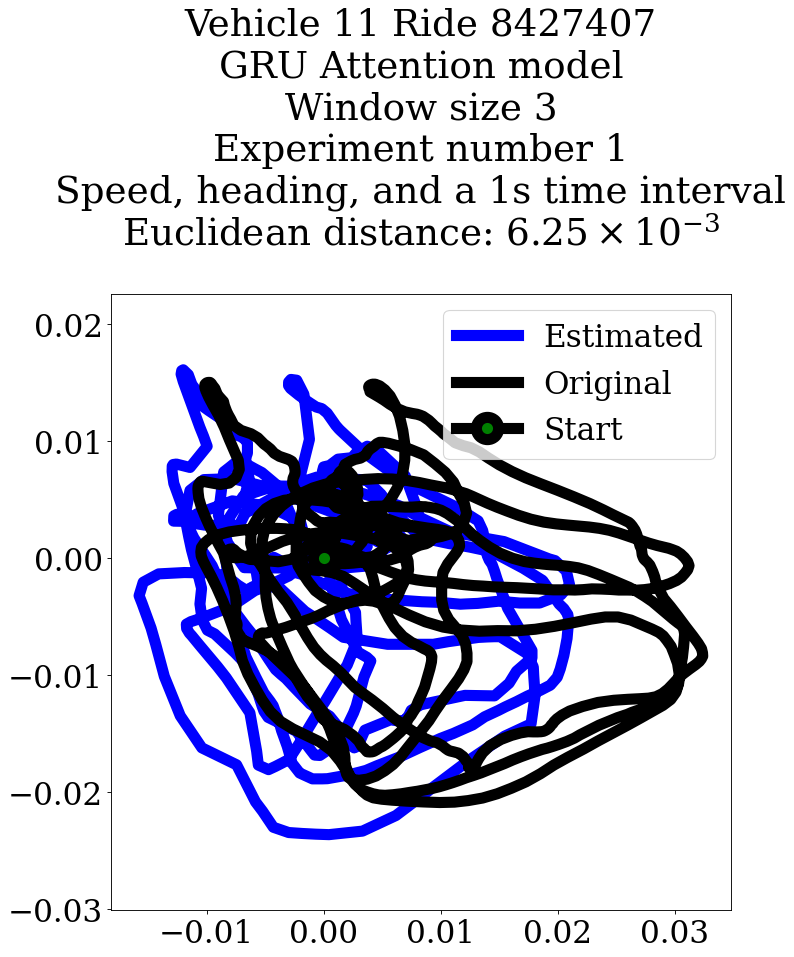 Vehicle 11 Ride 8427407
GRU Attention model
Window size 3
Experiment number 1
Speed, heading, and a 1s time interval
Euclidean distance: 6.25 × 10⁻³
Estimated
Original
Start
0.02
0.01
0.00
−0.01
−0.02
−0.03
−0.01 0.00 0.01 0.02 0.03